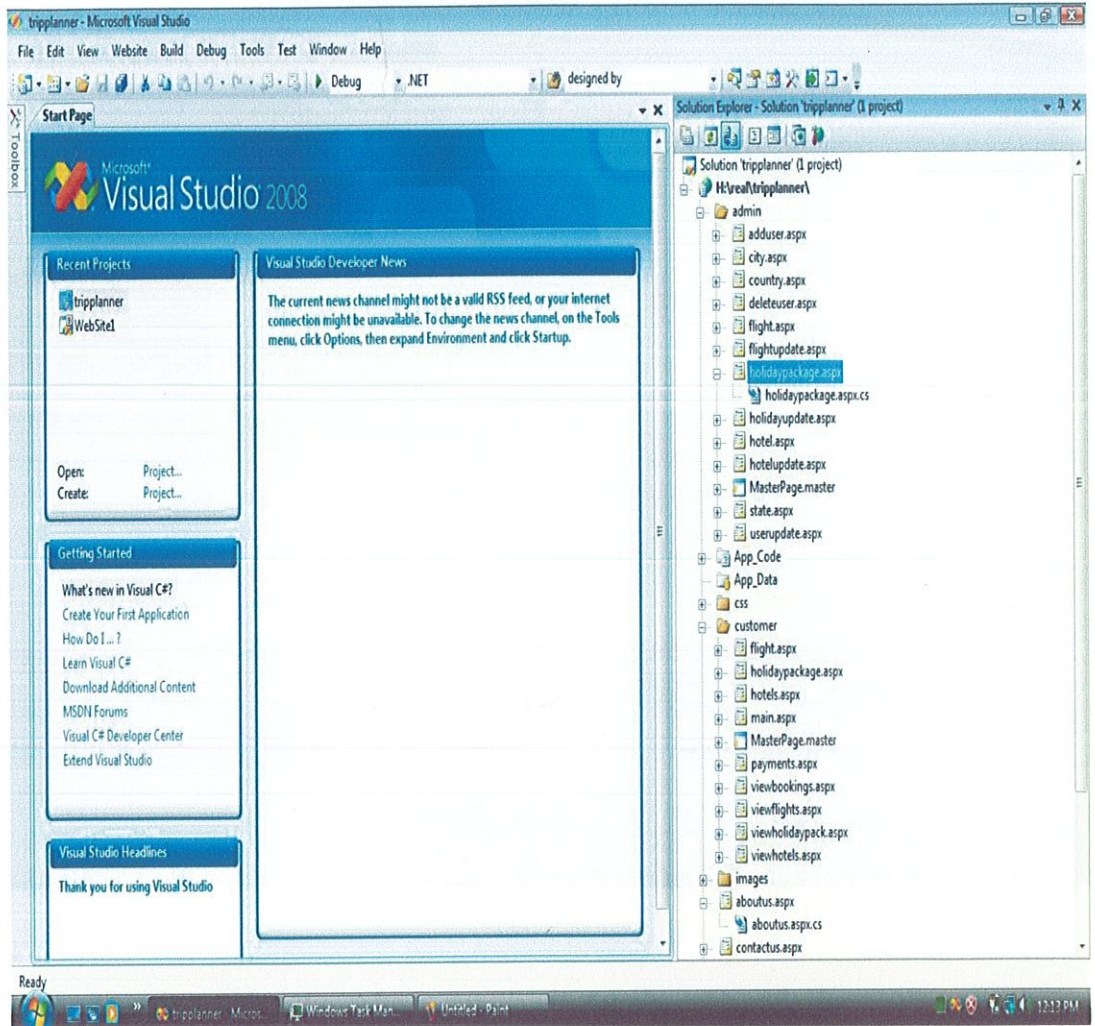 tripplanner - Microsoft Visual Studio
File Edit View Website Build Debug Tools Test Window Help
Debug .NET designed by
Toolbox
Start Page
Microsoft
Visual Studio 2008
Recent Projects
tripplanner
WebSite1
Open: Project...
Create: Project...
Getting Started
What's new in Visual C#?
Create Your First Application
How Do I ... ?
Learn Visual C#
Download Additional Content
MSDN Forums
Visual C# Developer Center
Extend Visual Studio
Visual Studio Headlines
Thank you for using Visual Studio
Visual Studio Developer News
The current news channel might not be a valid RSS feed, or your internet
connection might be unavailable. To change the news channel, on the Tools
menu, click Options, then expand Environment and click Startup.
Solution Explorer - Solution 'tripplanner' (1 project)
Solution 'tripplanner' (1 project)
H:\real\tripplanner\
admin
adduser.aspx
city.aspx
country.aspx
deleteuser.aspx
flight.aspx
flightupdate.aspx
holidaypackage.aspx
holidaypackage.aspx.cs
holidayupdate.aspx
hotel.aspx
hotelupdate.aspx
MasterPage.master
state.aspx
userupdate.aspx
App_Code
App_Data
css
customer
flight.aspx
holidaypackage.aspx
hotels.aspx
main.aspx
MasterPage.master
payments.aspx
viewbookings.aspx
viewflights.aspx
viewholidaypack.aspx
viewhotels.aspx
images
aboutus.aspx
aboutus.aspx.cs
contactus.aspx
Ready
tripplanner - Micros...
Windows Task Man...
Untitled - Paint
12:13 PM